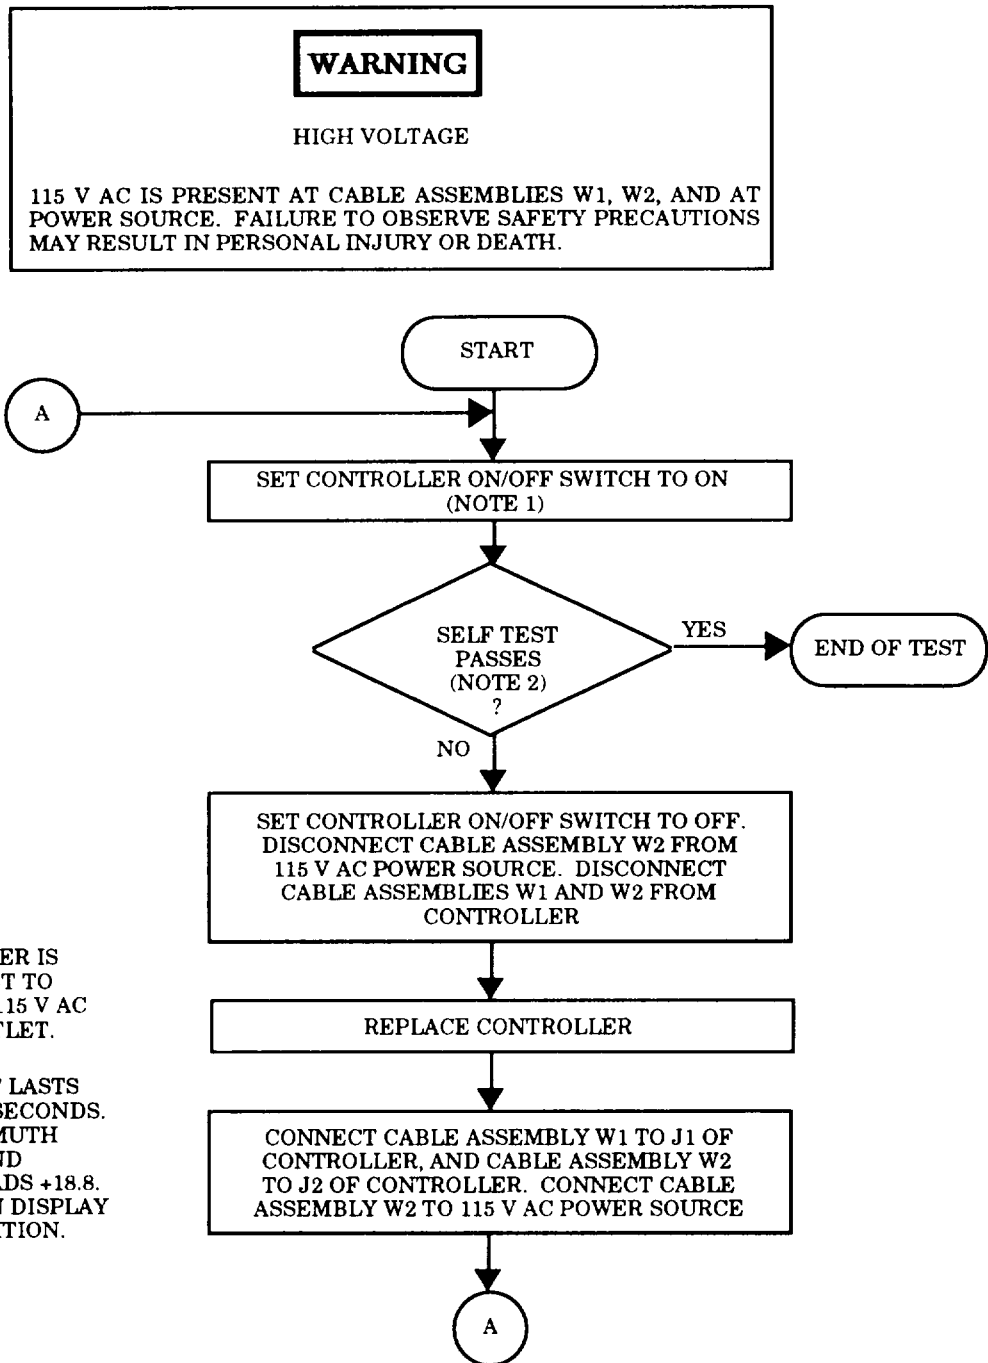 WARNING
HIGH VOLTAGE
115 V AC IS PRESENT AT CABLE ASSEMBLIES W1, W2, AND AT
POWER SOURCE. FAILURE TO OBSERVE SAFETY PRECAUTIONS
MAY RESULT IN PERSONAL INJURY OR DEATH.
START
A
SET CONTROLLER ON/OFF SWITCH TO ON
(NOTE 1)
SELF TEST
PASSES
(NOTE 2)
?
YES
END OF TEST
NO
SET CONTROLLER ON/OFF SWITCH TO OFF.
DISCONNECT CABLE ASSEMBLY W2 FROM
115 V AC POWER SOURCE. DISCONNECT
CABLE ASSEMBLIES W1 AND W2 FROM
CONTROLLER
REPLACE CONTROLLER
CONNECT CABLE ASSEMBLY W1 TO J1 OF
CONTROLLER, AND CABLE ASSEMBLY W2
TO J2 OF CONTROLLER. CONNECT CABLE
ASSEMBLY W2 TO 115 V AC POWER SOURCE
A
ER IS
T TO
115 V AC
TLET.
LASTS
SECONDS.
MUTH
ND
ADS +18.8.
N DISPLAY
TION.